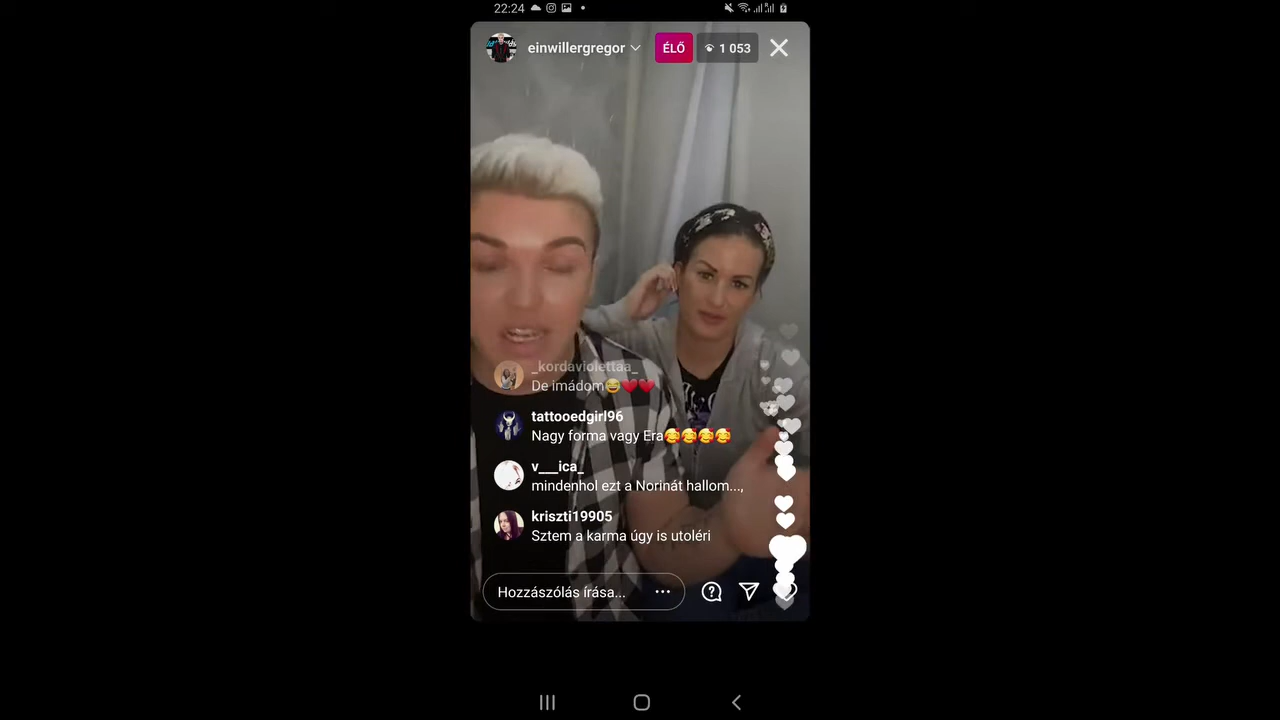 22:24
einwillergregor
ÉLŐ
1 053
_kordaviolettaa_
De imádom😂❤️❤️
tattooedgirl96
Nagy forma vagy Era🥰🥰🥰🥰
v___ica_
mindenhol ezt a Norinát hallom...,
kriszti19905
Sztem a karma úgy is utoléri
Hozzászólás írása...